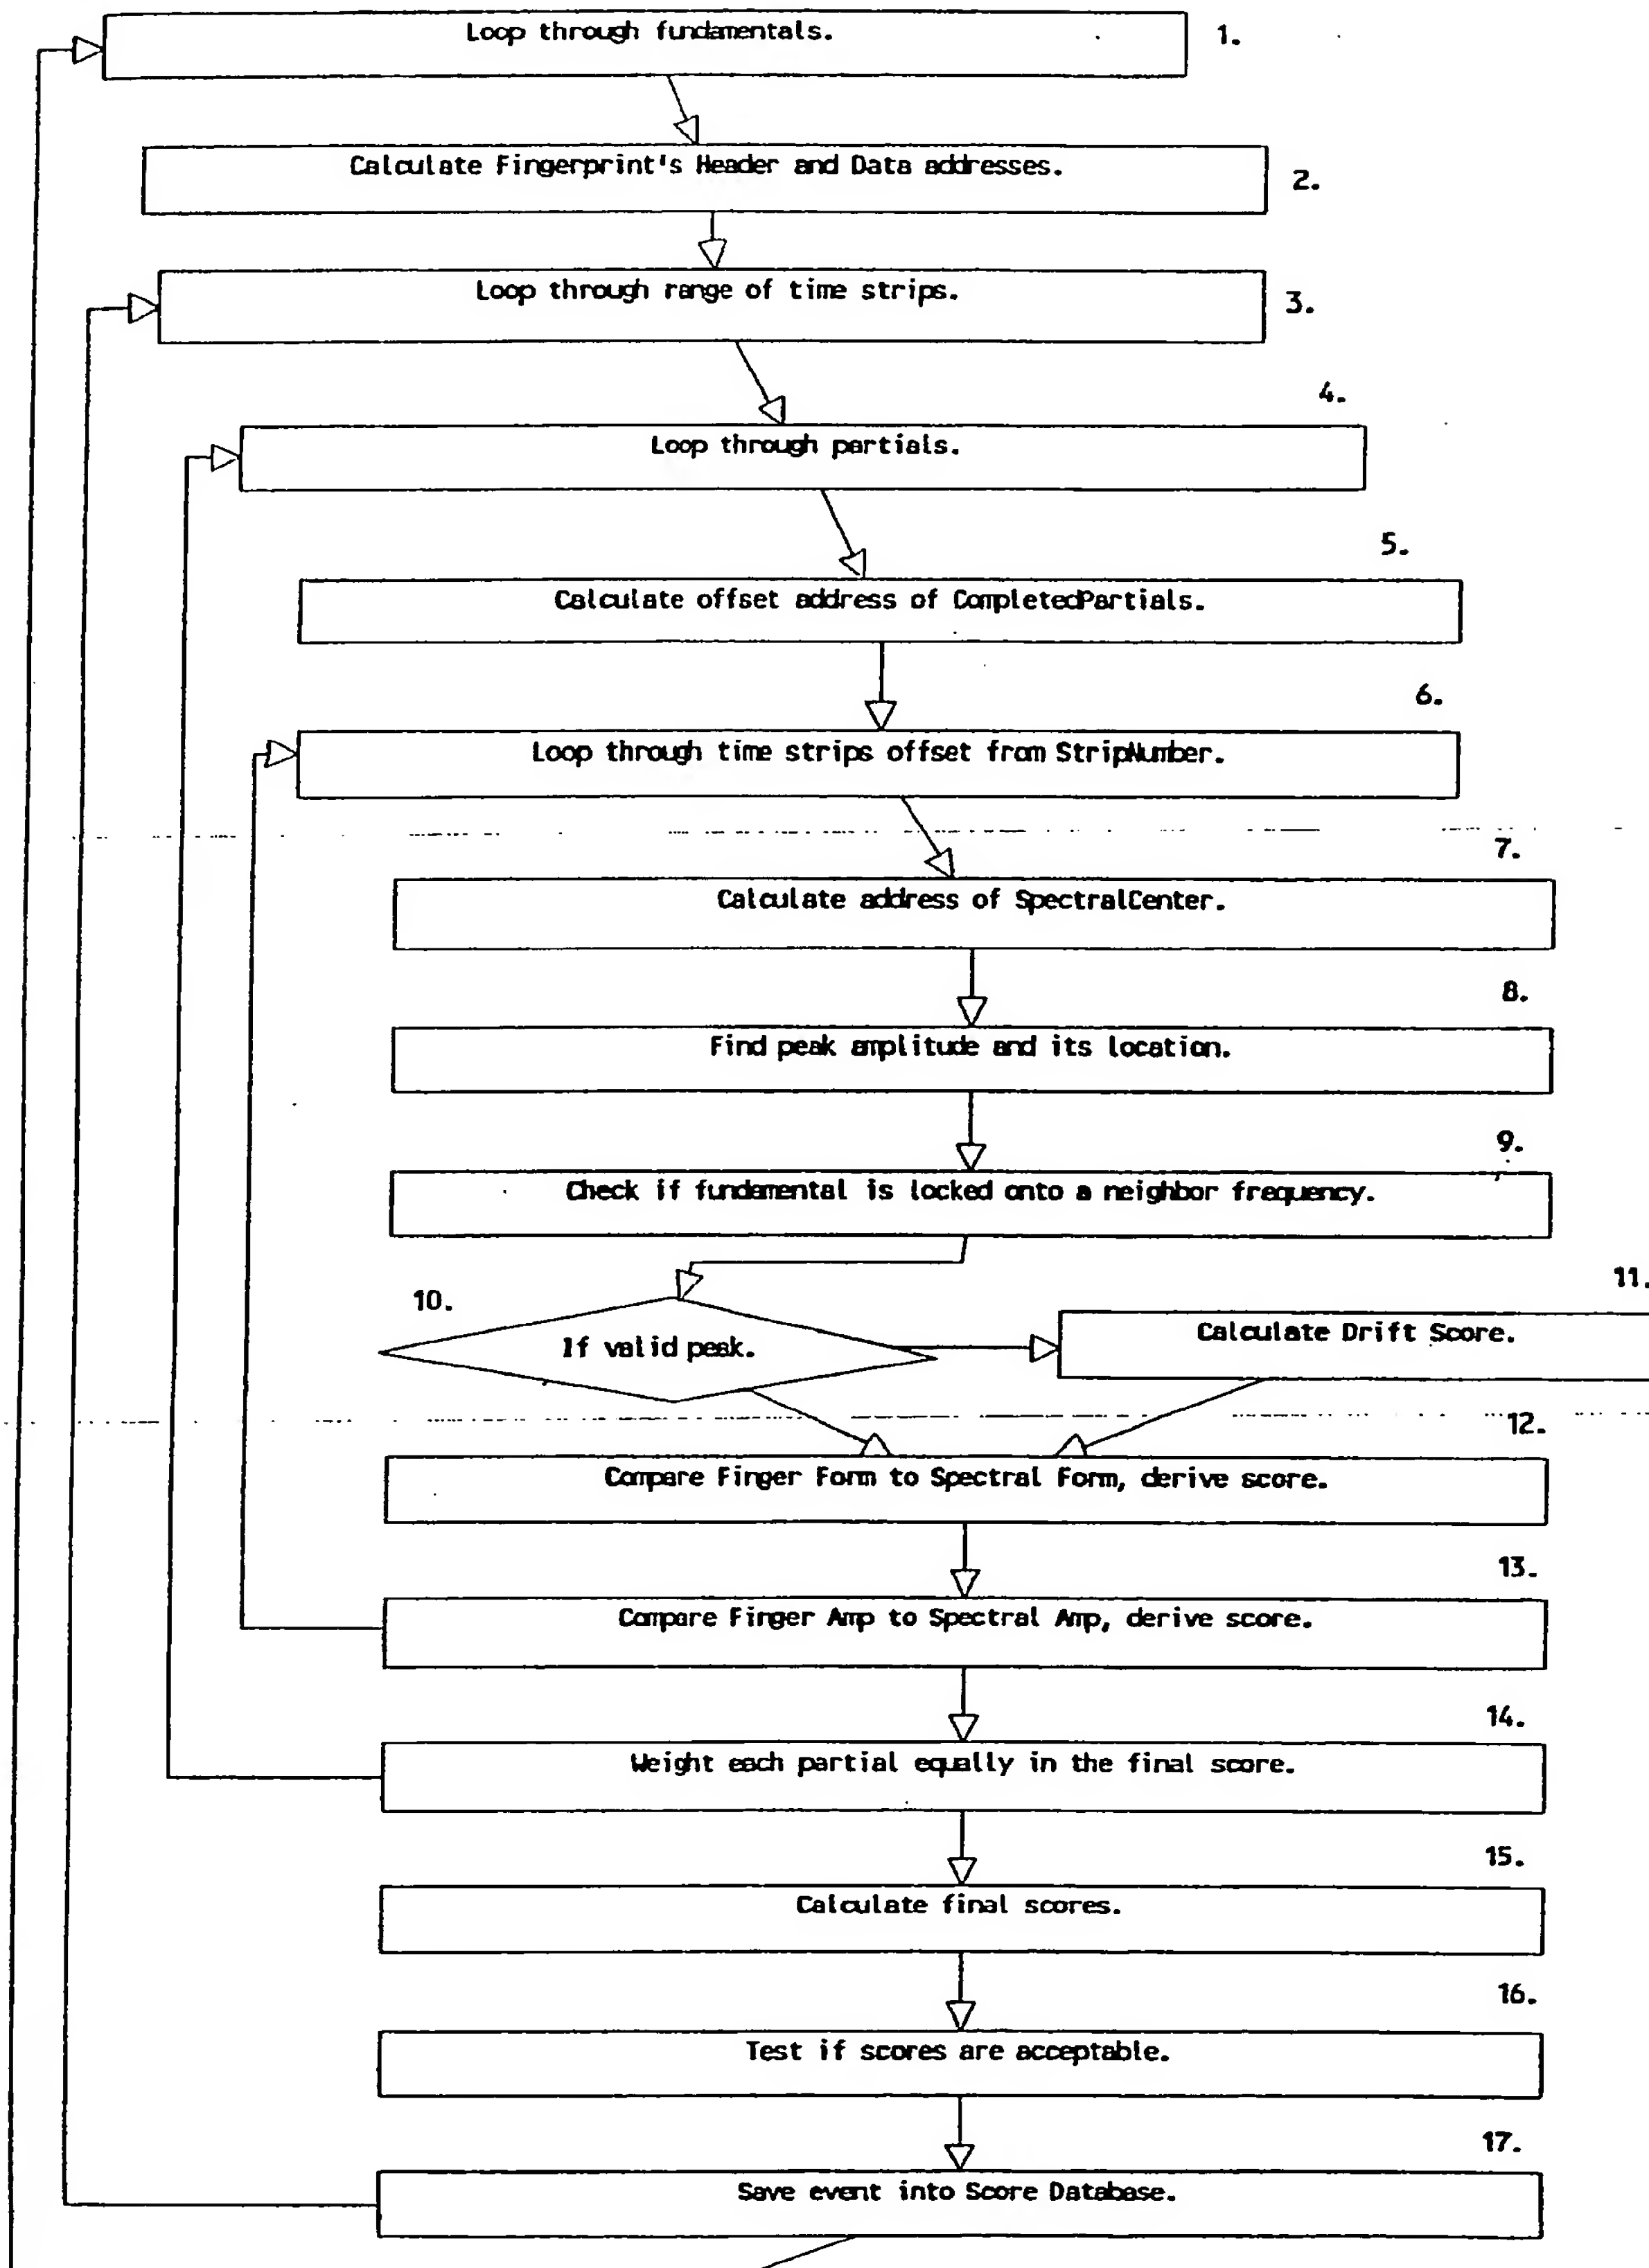 Loop through fundamentals.
1.
Calculate Fingerprint's Header and Data addresses.
2.
Loop through range of time strips.
3.
4.
Loop through partials.
5.
Calculate offset address of CompletedPartials.
6.
Loop through time strips offset from StripNumber.
7.
Calculate address of SpectralCenter.
8.
Find peak amplitude and its location.
9.
Check if fundamental is locked onto a neighbor frequency.
10.
If valid peak.
11.
Calculate Drift Score.
12.
Compare Finger Form to Spectral Form, derive score.
13.
Compare Finger Amp to Spectral Amp, derive score.
14.
Weight each partial equally in the final score.
15.
Calculate final scores.
16.
Test if scores are acceptable.
17.
Save event into Score Database.